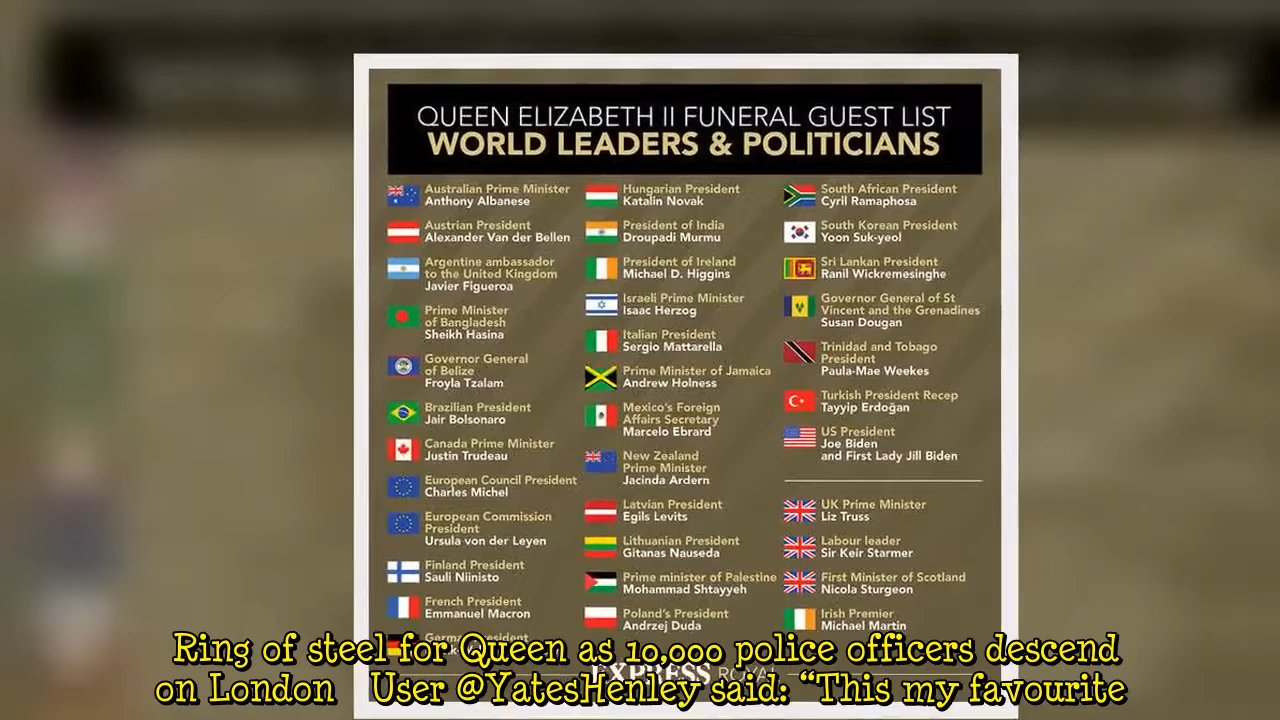 QUEEN ELIZABETH II FUNERAL GUEST LIST
WORLD LEADERS & POLITICIANS
Australian Prime Minister
Anthony Albanese
Austrian President
Alexander Van der Bellen
Argentine ambassador
to the United Kingdom
Javier Figueroa
Prime Minister
of Bangladesh
Sheikh Hasina
Governor General
of Belize
Froyla Tzalam
Brazilian President
Jair Bolsonaro
Canada Prime Minister
Justin Trudeau
European Council President
Charles Michel
European Commission
President
Ursula von der Leyen
Finland President
Sauli Niinisto
French President
Emmanuel Macron
German President
Hungarian President
Katalin Novak
President of India
Droupadi Murmu
President of Ireland
Michael D. Higgins
Israeli Prime Minister
Isaac Herzog
Italian President
Sergio Mattarella
Prime Minister of Jamaica
Andrew Holness
Mexico's Foreign
Affairs Secretary
Marcelo Ebrard
New Zealand
Prime Minister
Jacinda Ardern
Latvian President
Egils Levits
Lithuanian President
Gitanas Nauseda
Prime minister of Palestine
Mohammad Shtayyeh
Poland's President
Andrzej Duda
South African President
Cyril Ramaphosa
South Korean President
Yoon Suk-yeol
Sri Lankan President
Ranil Wickremesinghe
Governor General of St
Vincent and the Grenadines
Susan Dougan
Trinidad and Tobago
President
Paula-Mae Weekes
Turkish President Recep
Tayyip Erdoğan
US President
Joe Biden
and First Lady Jill Biden
UK Prime Minister
Liz Truss
Labour leader
Sir Keir Starmer
First Minister of Scotland
Nicola Sturgeon
Irish Premier
Michael Martin
EXPRESS ROYAL
Ring of steel for Queen as 10,000 police officers descend
on London User @YatesHenley said: “This my favourite